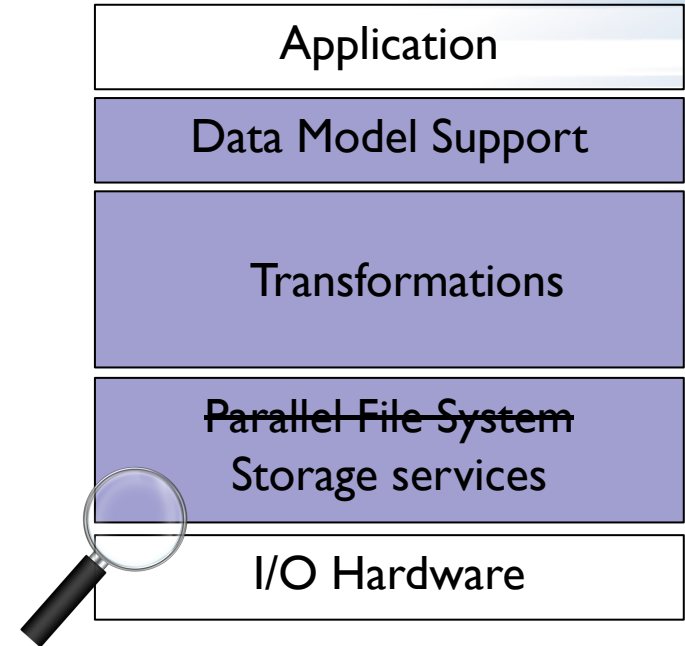 Application
Data Model Support
Transformations
Parallel File System
Storage services
I/O Hardware